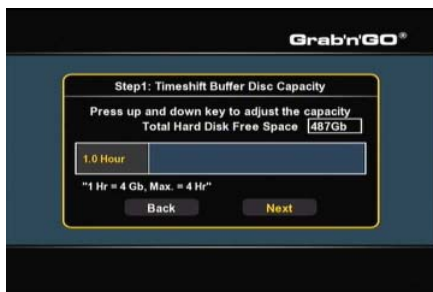 Grab'n'GO®
Step1: Timeshift Buffer Disc Capacity
Press up and down key to adjust the capacity
Total Hard Disk Free Space 487Gb
1.0 Hour
"1 Hr = 4 Gb, Max. = 4 Hr"
Back Next